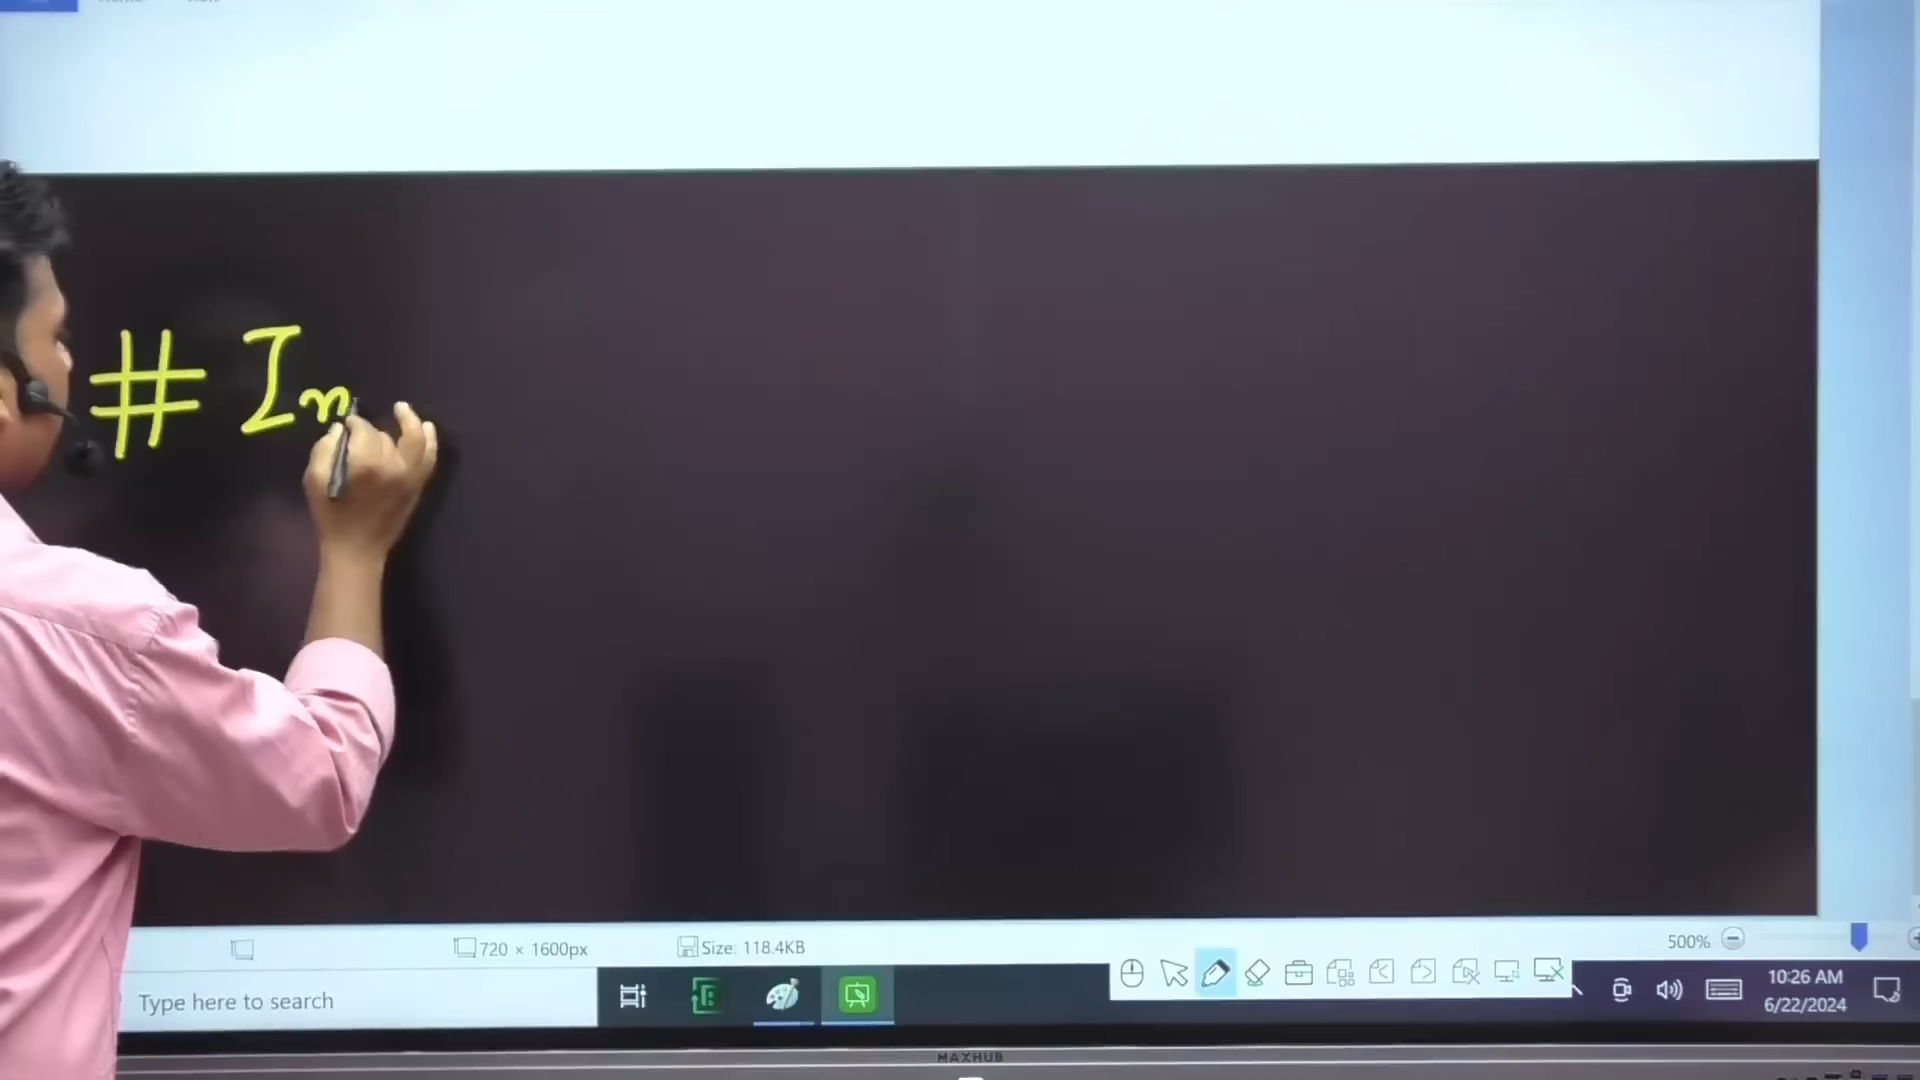 # In
720 × 1600px
Size: 118.4KB
500%
Type here to search
10:26 AM
6/22/2024
MAXHUB